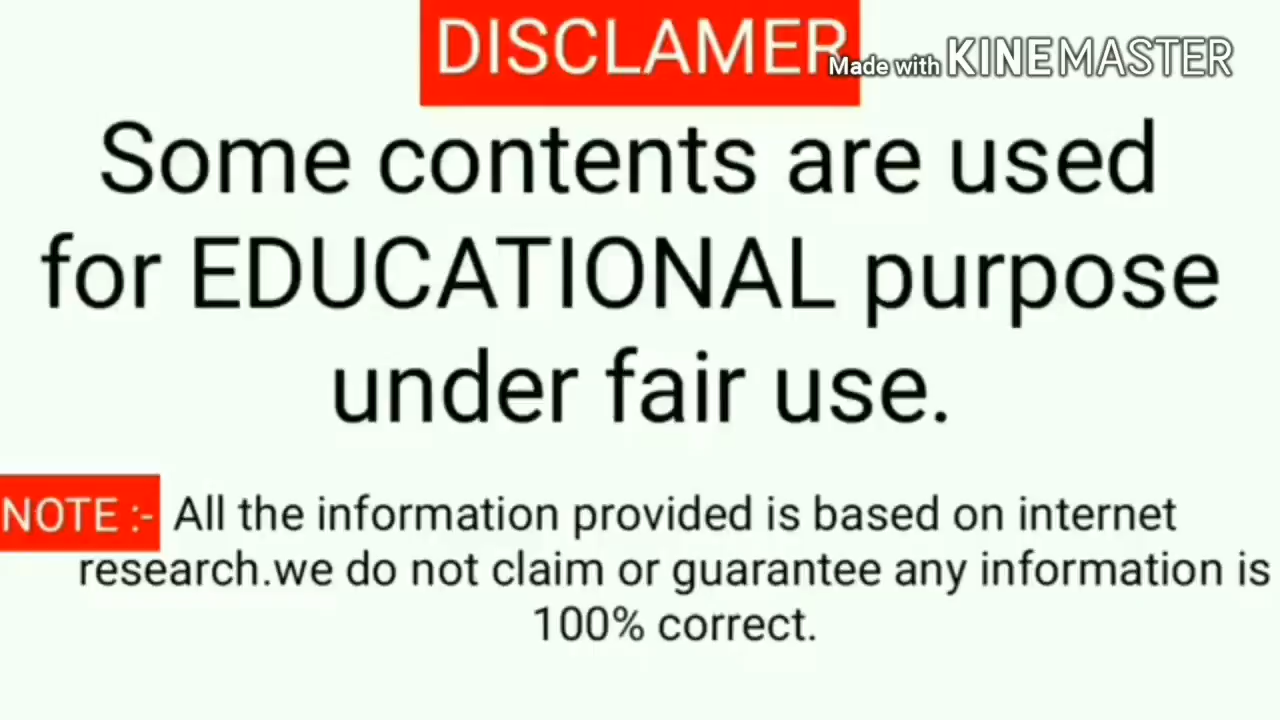 DISCLAMER
Made with KINEMASTER
Some contents are used
for EDUCATIONAL purpose
under fair use.
NOTE :- All the information provided is based on internet
research.we do not claim or guarantee any information is
100% correct.